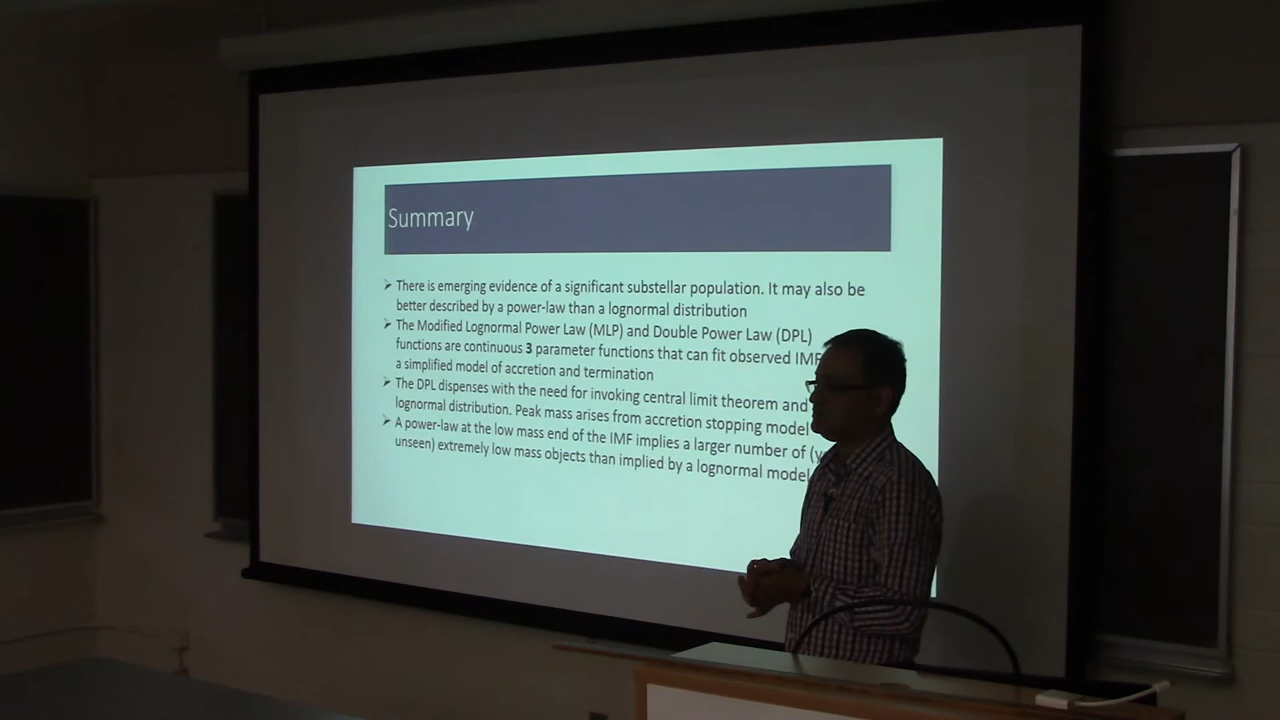 Summary
There is emerging evidence of a significant substellar population. It may also be
better described by a power-law than a lognormal distribution
The Modified Lognormal Power Law (MLP) and Double Power Law (DPL)
functions are continuous 3 parameter functions that can fit observed IMF
a simplified model of accretion and termination
The DPL dispenses with the need for invoking central limit theorem and
lognormal distribution. Peak mass arises from accretion stopping model
A power-law at the low mass end of the IMF implies a larger number of
unseen) extremely low mass objects than implied by a lognormal model